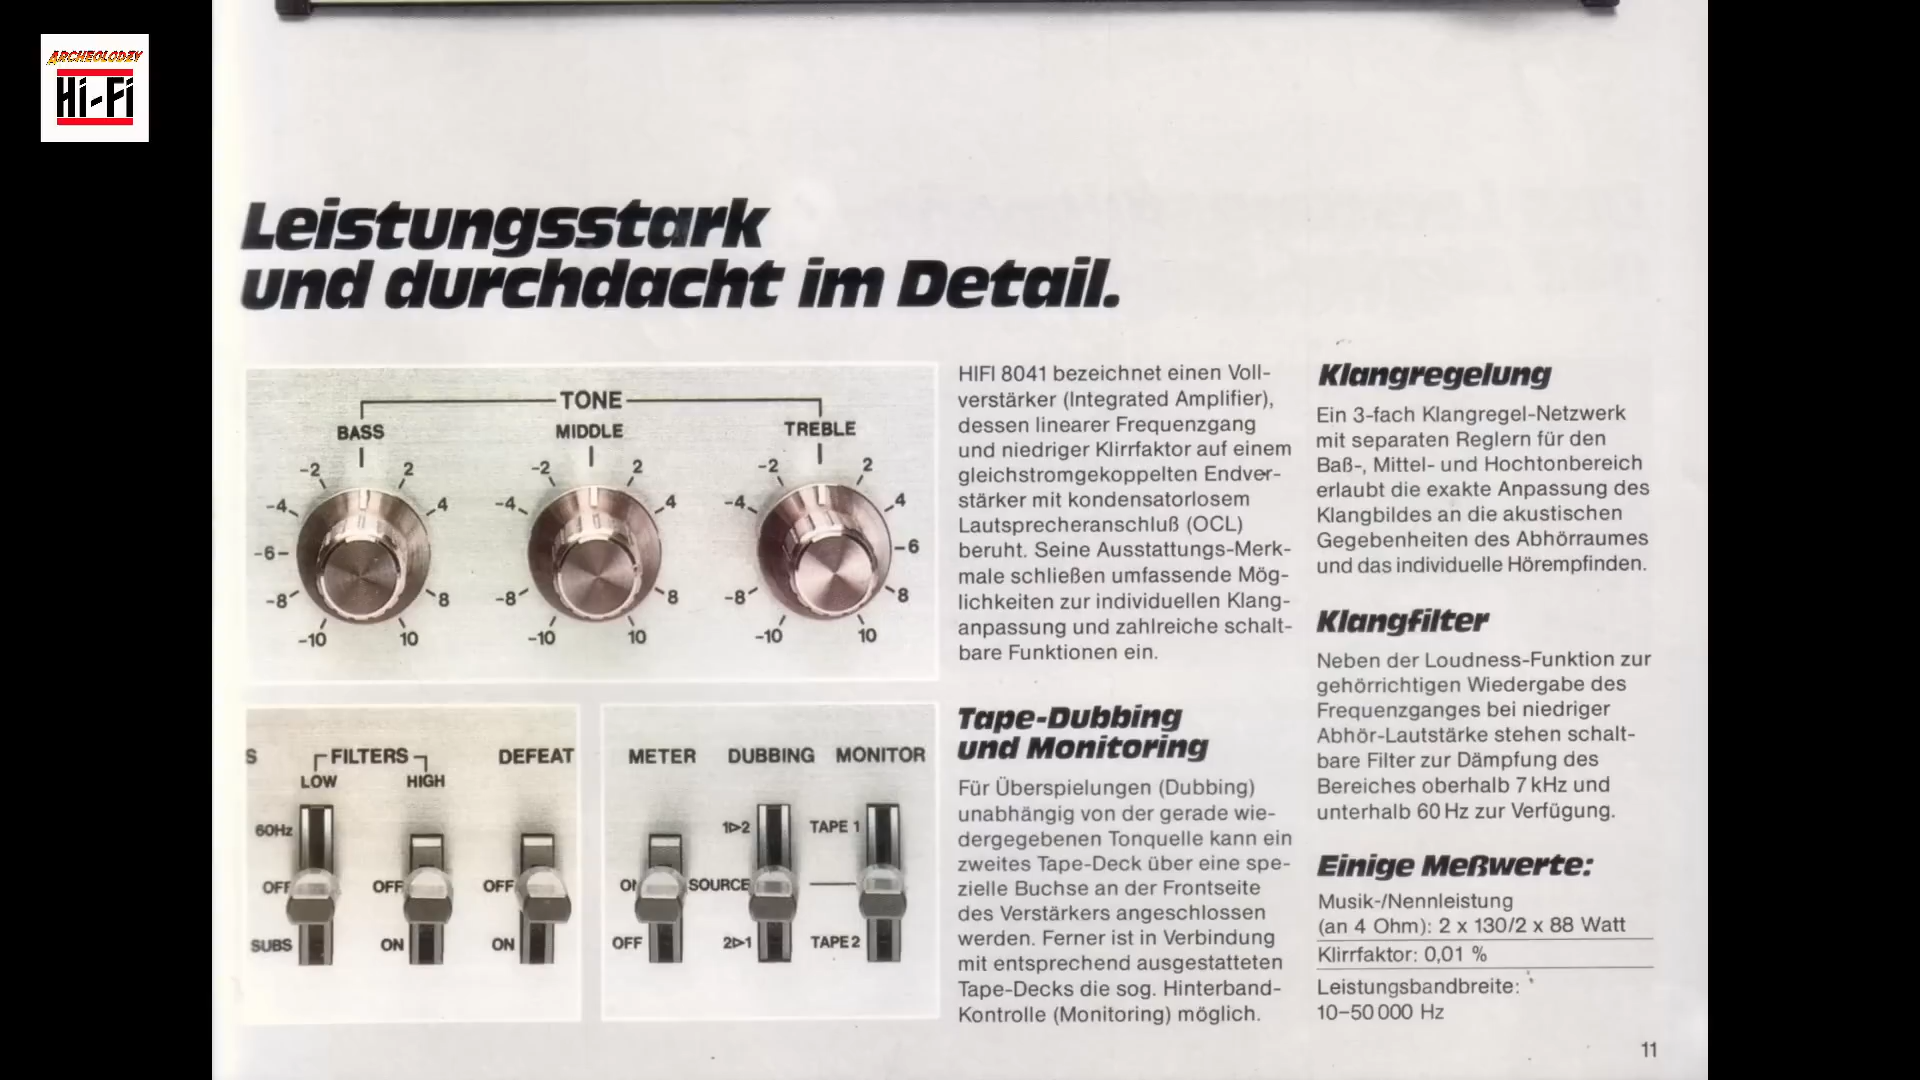 ARCHEOLODZY
Hi-Fi
Leistungsstark
und durchdacht im Detail.
TONE
BASS
MIDDLE
TREBLE
-2 2
-4 4
-6
-8 8
-10 10
-2 2
-4 4
-8 8
-10 10
-2 2
-4 4
-6
-8 8
-10 10
S
FILTERS
LOW
HIGH
DEFEAT
60Hz
OFF
SUBS
OFF
ON
OFF
ON
METER
DUBBING
MONITOR
OFF
1▷2
SOURCE
2▷1
TAPE 1
TAPE 2
HIFI 8041 bezeichnet einen Voll-
verstärker (Integrated Amplifier),
dessen linearer Frequenzgang
und niedriger Klirrfaktor auf einem
gleichstromgekoppelten Endver-
stärker mit kondensatorlosem
Lautsprecheranschluß (OCL)
beruht. Seine Ausstattungs-Merk-
male schließen umfassende Mög-
lichkeiten zur individuellen Klang-
anpassung und zahlreiche schalt-
bare Funktionen ein.
Tape-Dubbing
und Monitoring
Für Überspielungen (Dubbing)
unabhängig von der gerade wie-
dergegebenen Tonquelle kann ein
zweites Tape-Deck über eine spe-
zielle Buchse an der Frontseite
des Verstärkers angeschlossen
werden. Ferner ist in Verbindung
mit entsprechend ausgestatteten
Tape-Decks die sog. Hinterband-
Kontrolle (Monitoring) möglich.
Klangregelung
Ein 3-fach Klangregel-Netzwerk
mit separaten Reglern für den
Baß-, Mittel- und Hochtonbereich
erlaubt die exakte Anpassung des
Klangbildes an die akustischen
Gegebenheiten des Abhörraumes
und das individuelle Hörempfinden.
Klangfilter
Neben der Loudness-Funktion zur
gehörrichtigen Wiedergabe des
Frequenzganges bei niedriger
Abhör-Lautstärke stehen schalt-
bare Filter zur Dämpfung des
Bereiches oberhalb 7 kHz und
unterhalb 60 Hz zur Verfügung.
Einige Meßwerte:
Musik-/Nennleistung
(an 4 Ohm): 2 x 130/2 x 88 Watt
Klirrfaktor: 0,01 %
Leistungsbandbreite:
10–50 000 Hz
11